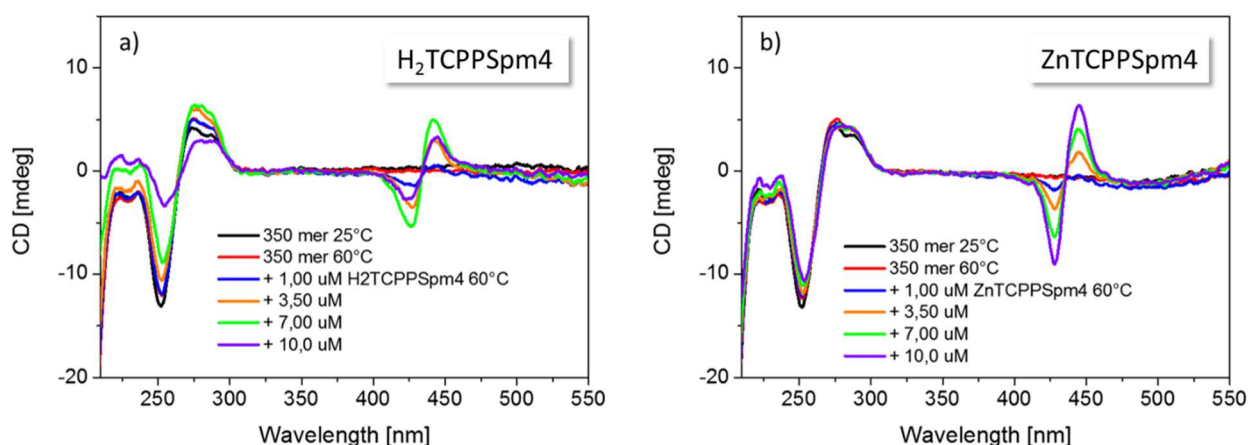 a)
H₂TCPPSpm4
CD [mdeg]
10
0
-10
-20
350 mer 25°C
350 mer 60°C
+ 1,00 uM H2TCPPSpm4 60°C
+ 3,50 uM
+ 7,00 uM
+ 10,0 uM
250 300 350 400 450 500 550
Wavelength [nm]
b)
ZnTCPPSpm4
CD [mdeg]
10
0
-10
-20
350 mer 25°C
350 mer 60°C
+ 1,00 uM ZnTCPPSpm4 60°C
+ 3,50 uM
+ 7,00 uM
+ 10,0 uM
250 300 350 400 450 500 550
Wavelength [nm]